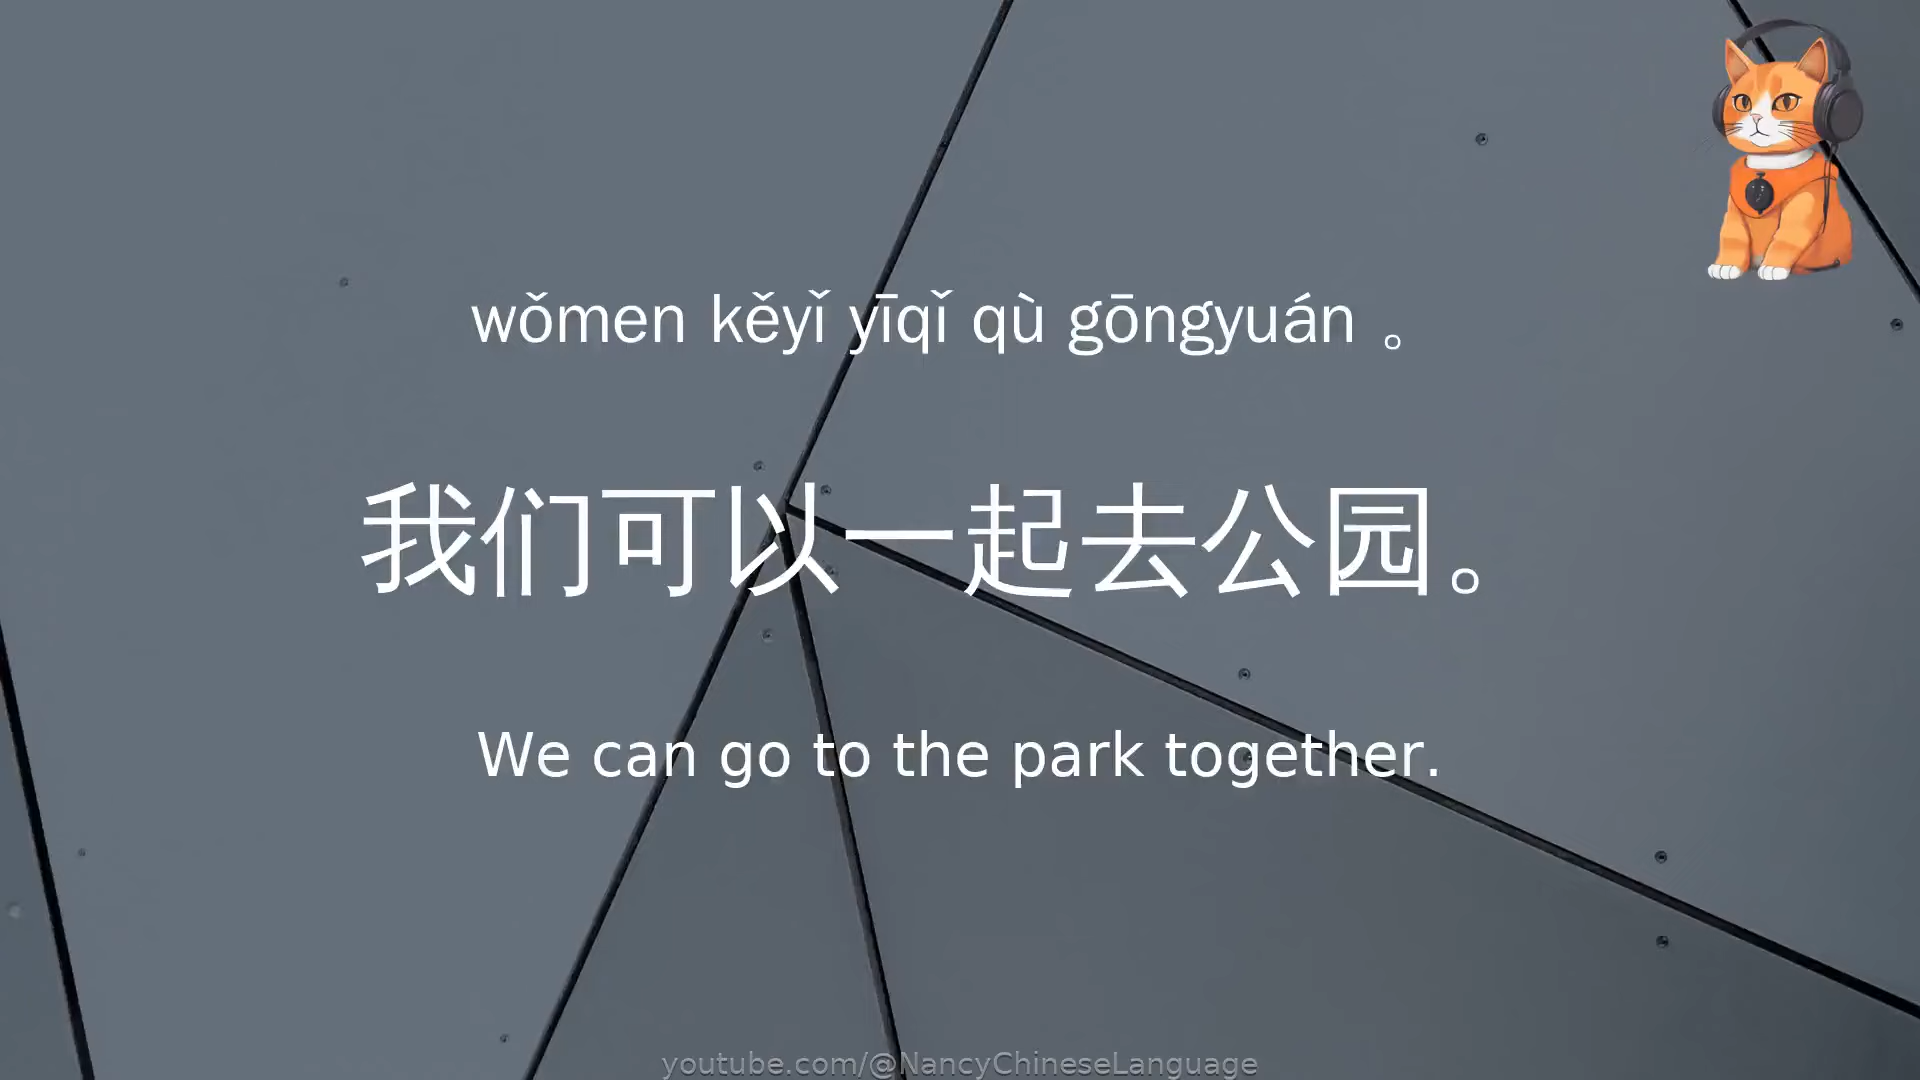 wǒmen kěyǐ yīqǐ qù gōngyuán 。
我们可以一起去公园。
We can go to the park together.
youtube.com/@NancyChineseLanguage